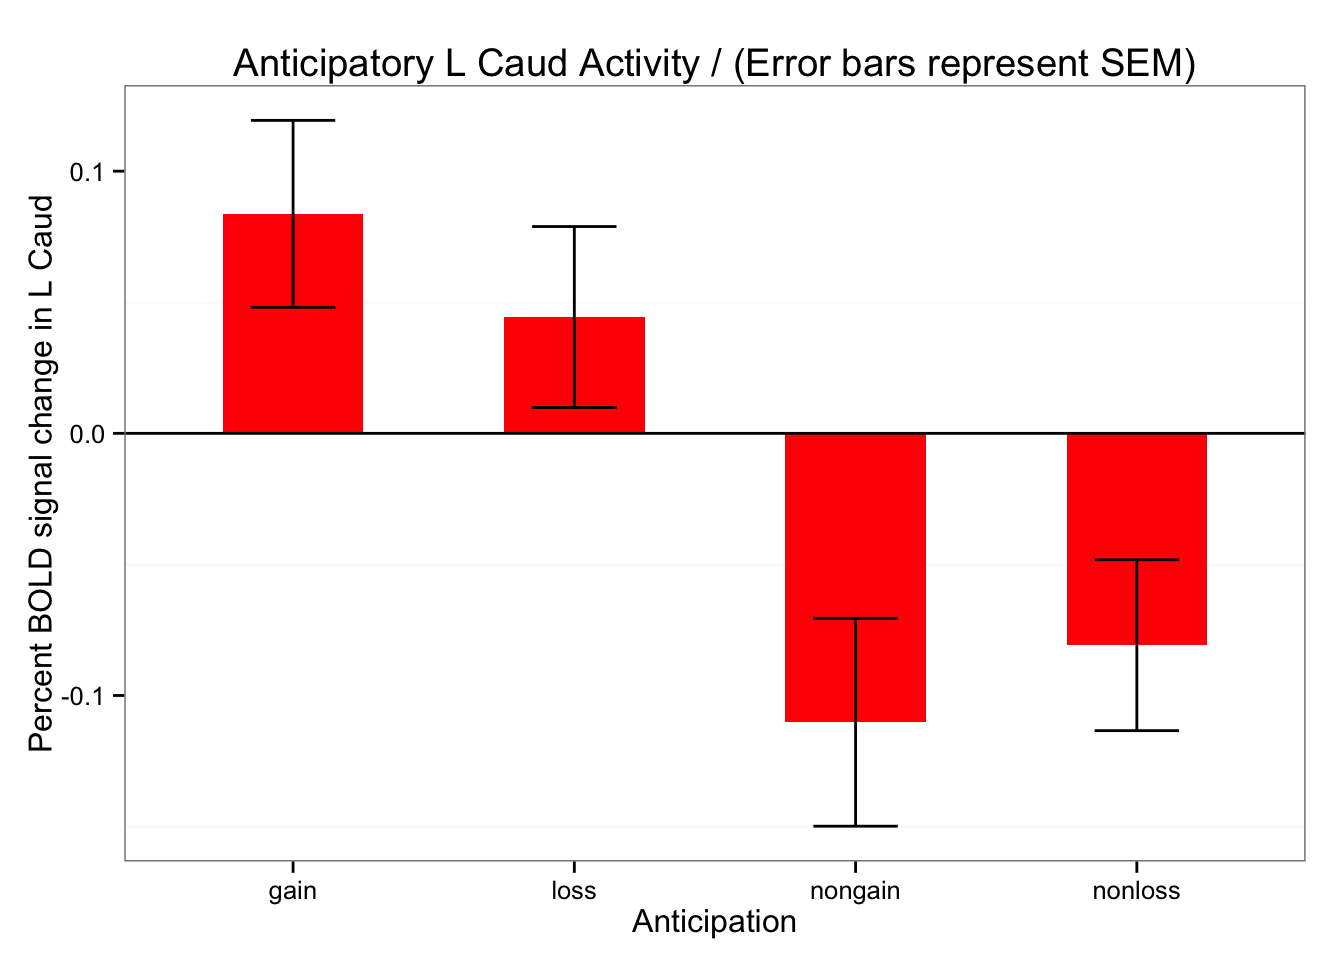 Anticipatory L Caud Activity / (Error bars represent SEM)
Percent BOLD signal change in L Caud
0.1
0.0
-0.1
gain
loss
nongain
nonloss
Anticipation